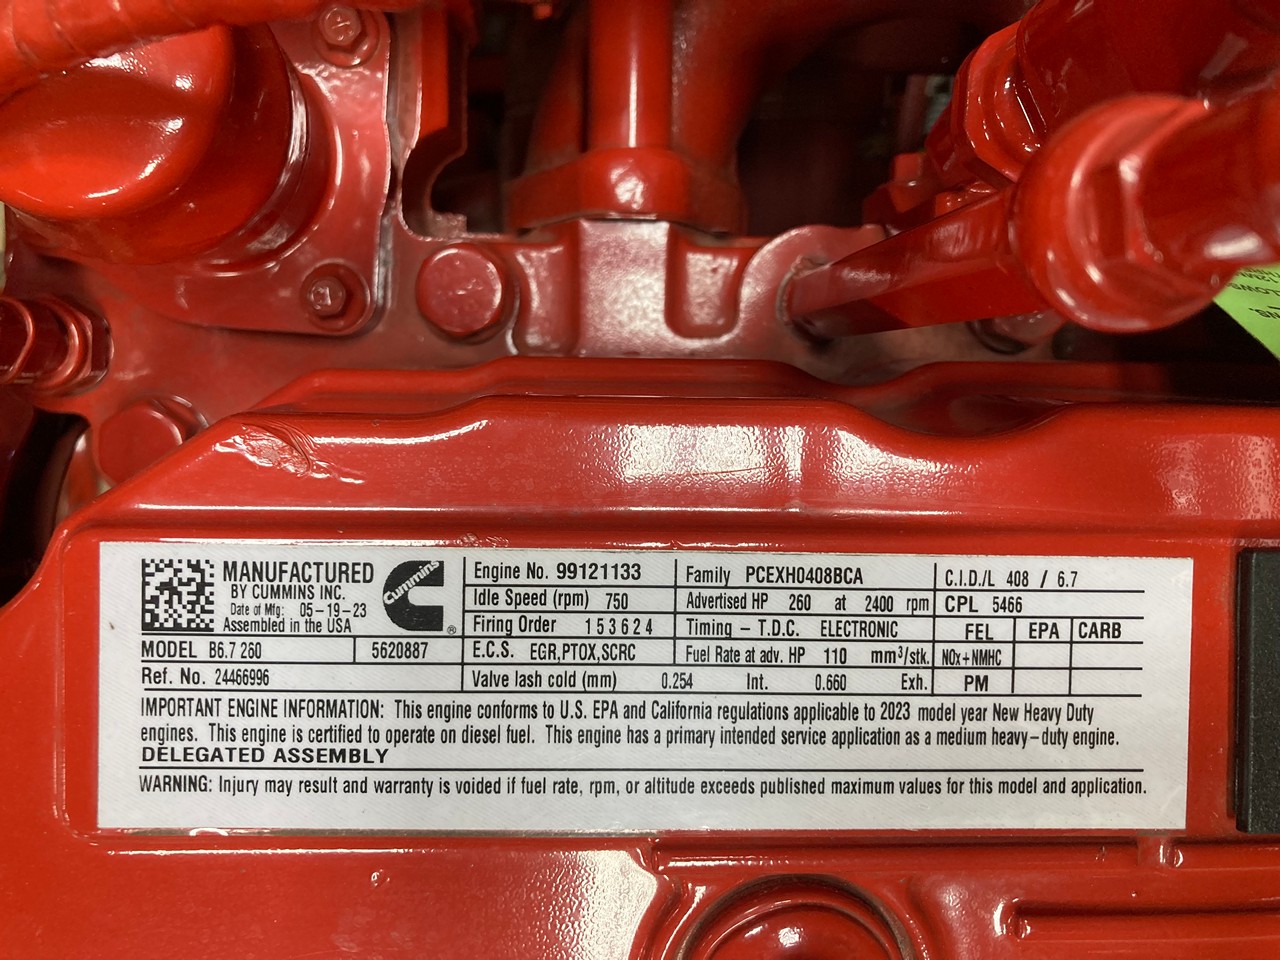 MANUFACTURED
BY CUMMINS INC.
Date of Mfg: 05-19-23
Assembled in the USA
Cummins
®
MODEL B6.7 260
5620887
Ref. No. 24466996
Engine No. 99121133
Idle Speed (rpm) 750
Firing Order 153624
E.C.S. EGR,PTOX,SCRC
Valve lash cold (mm) 0.254 Int. 0.660 Exh.
Family PCEXH0408BCA
Advertised HP 260 at 2400 rpm
Timing - T.D.C. ELECTRONIC
Fuel Rate at adv. HP 110 mm³/stk.
C.I.D./L 408 / 6.7
CPL 5466
FEL EPA CARB
NOx+NMHC
PM
IMPORTANT ENGINE INFORMATION: This engine conforms to U.S. EPA and California regulations applicable to 2023 model year New Heavy Duty
engines. This engine is certified to operate on diesel fuel. This engine has a primary intended service application as a medium heavy-duty engine.
DELEGATED ASSEMBLY
WARNING: Injury may result and warranty is voided if fuel rate, rpm, or altitude exceeds published maximum values for this model and application.